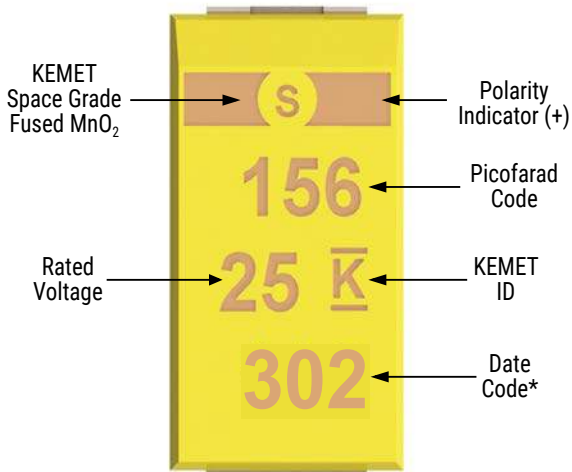 KEMET
Space Grade
Fused MnO₂
S
Polarity
Indicator (+)
156
Picofarad
Code
Rated
Voltage
25 K
KEMET
ID
302
Date
Code*